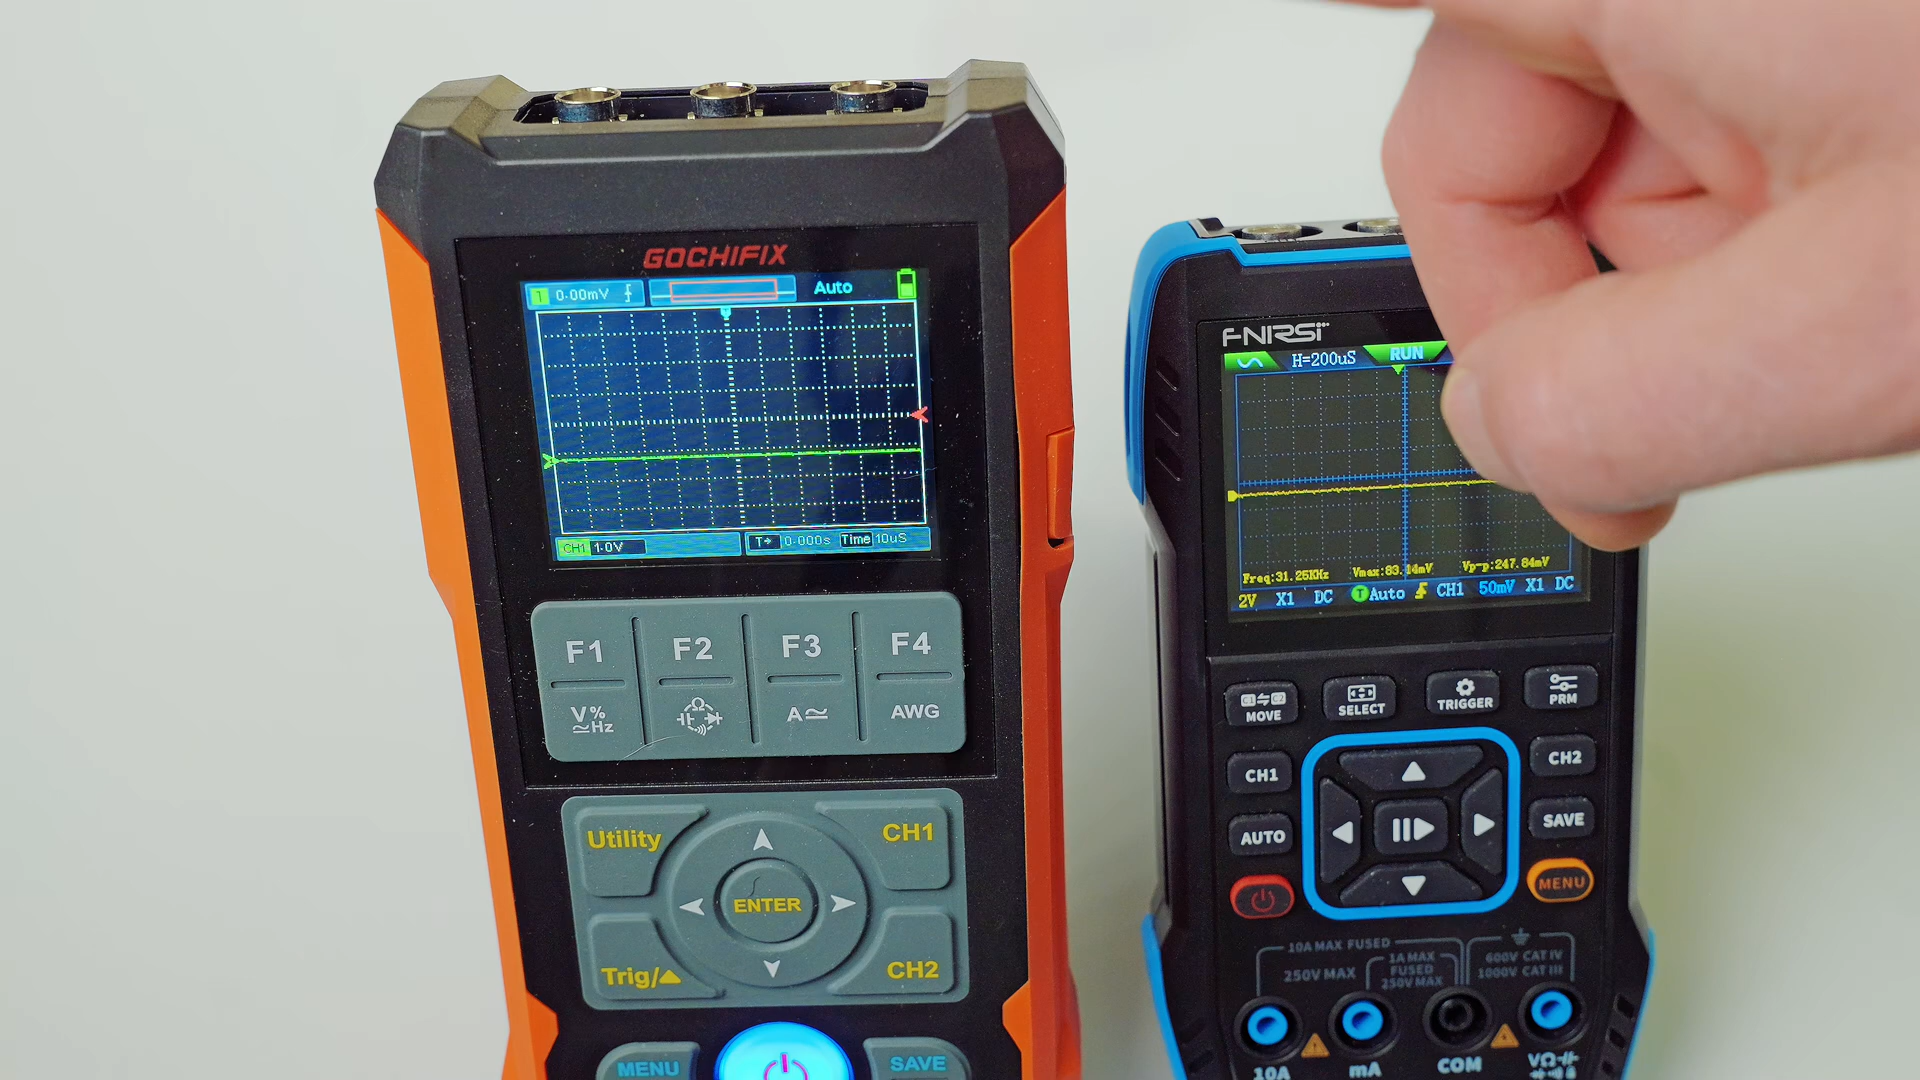 GOCHIFIX
T 0.00mV Auto
CH1 1.0V T 0.000s Time 10uS
F1 F2 F3 F4
V%
Hz
Ω
A
AWG
Utility
CH1
ENTER
Trig/
CH2
MENU
SAVE
FNIRSI
H=200uS RUN
Freq:31.25KHz Vmax:83.14mV Vp-p:247.84mV
2V X1 DC T Auto CH1 50mV X1 DC
MOVE SELECT TRIGGER PRM
CH1
CH2
AUTO
SAVE
MENU
10A MAX FUSED
250V MAX
1A MAX
FUSED
250V MAX
600V CAT IV
1000V CAT III
10A mA COM VΩ